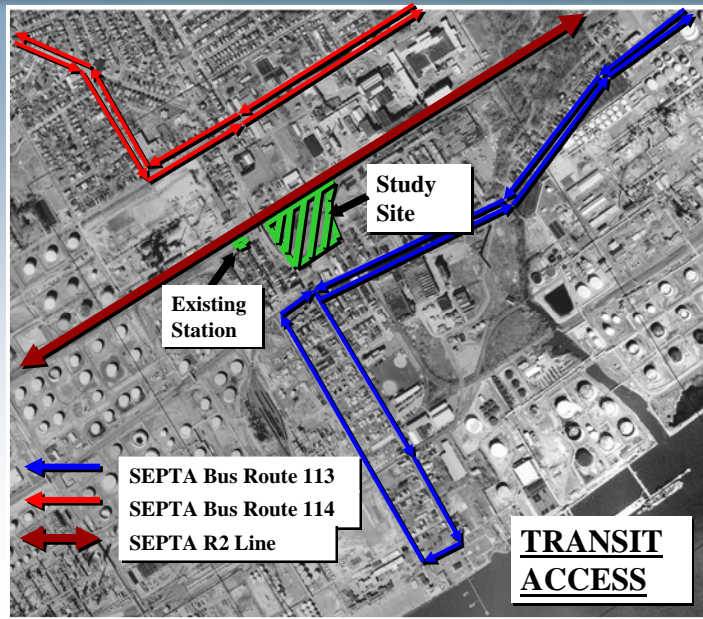 Study
Site
Existing
Station
SEPTA Bus Route 113
SEPTA Bus Route 114
SEPTA R2 Line
TRANSIT
ACCESS